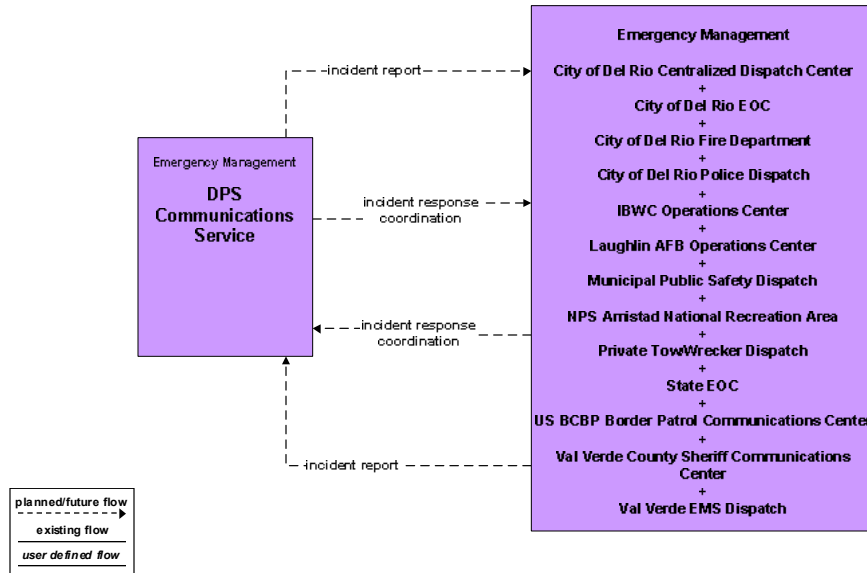 Emergency Management
City of Del Rio Centralized Dispatch Center
+
City of Del Rio EOC
+
City of Del Rio Fire Department
+
City of Del Rio Police Dispatch
+
IBWC Operations Center
+
Laughlin AFB Operations Center
+
Municipal Public Safety Dispatch
+
NPS Amistad National Recreation Area
+
Private Tow/Wrecker Dispatch
+
State EOC
+
US BCBP Border Patrol Communications Center
+
Val Verde County Sheriff Communications
Center
+
Val Verde EMS Dispatch
incident report
Emergency Management
DPS
Communications
Service
incident response
coordination
incident response
coordination
incident report
planned/future flow
existing flow
user defined flow